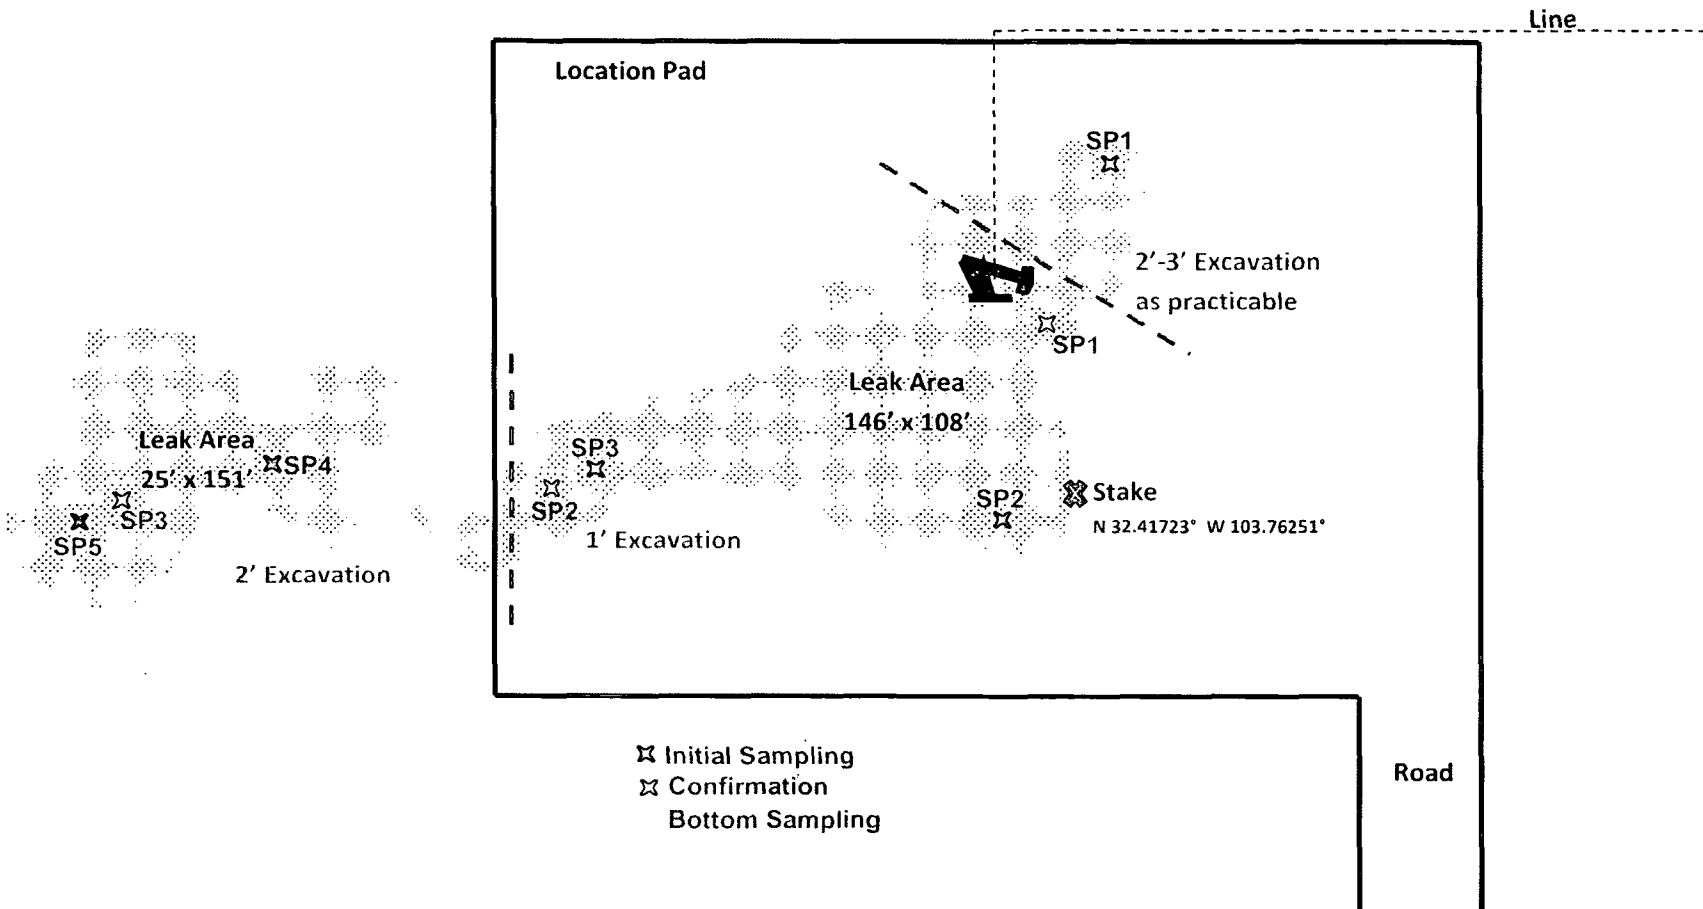 Line
Location Pad
SP1
2'-3' Excavation
as practicable
SP1
Leak Area
146' x 108'
Leak Area
25' x 151'
SP4
SP3
SP2
SP3
SP5
SP2
Stake
N 32.41723° W 103.76251°
1' Excavation
2' Excavation
Initial Sampling
Confirmation
Bottom Sampling
Road